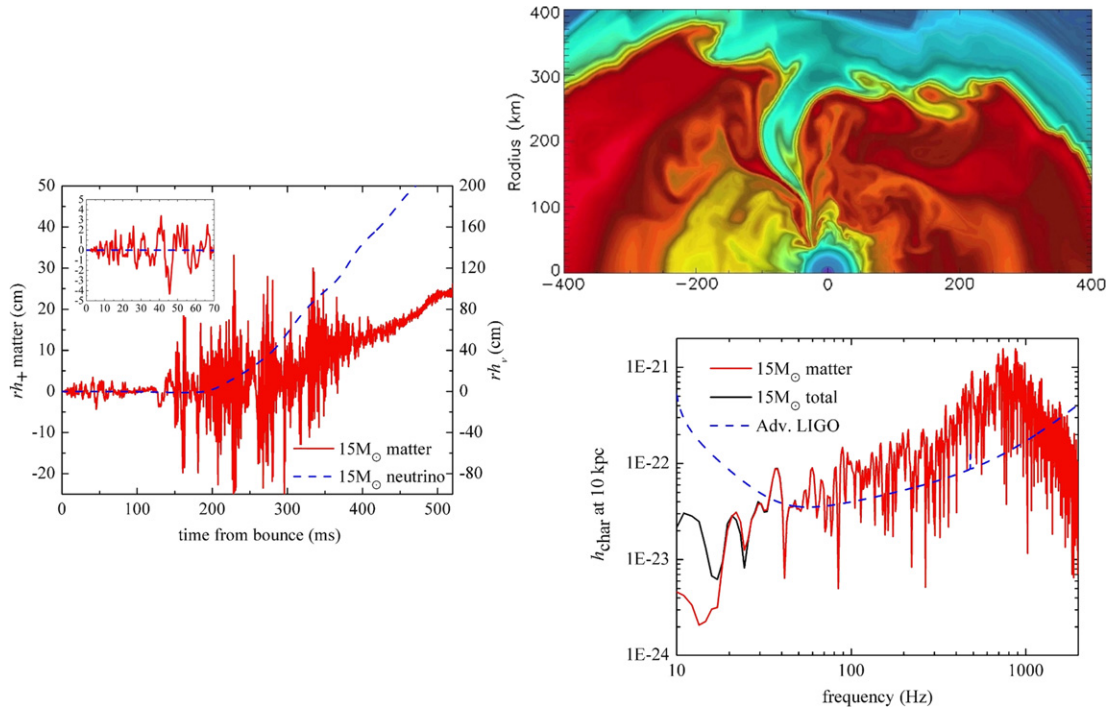 50
40
30
20
10
0
-10
-20
rh+ matter (cm)
5
4
3
2
1
0
-1
-2
-3
-4
-5
0 10 20 30 40 50 60 70
200
160
120
80
40
0
-40
-80
rhν (cm)
15M☉ matter
15M☉ neutrino
0 100 200 300 400 500
time from bounce (ms)
400
300
200
100
0
Radius (km)
-400 -200 0 200 400
1E-21
1E-22
1E-23
1E-24
hchar at 10 kpc
15M☉ matter
15M☉ total
Adv. LIGO
10 100 1000
frequency (Hz)